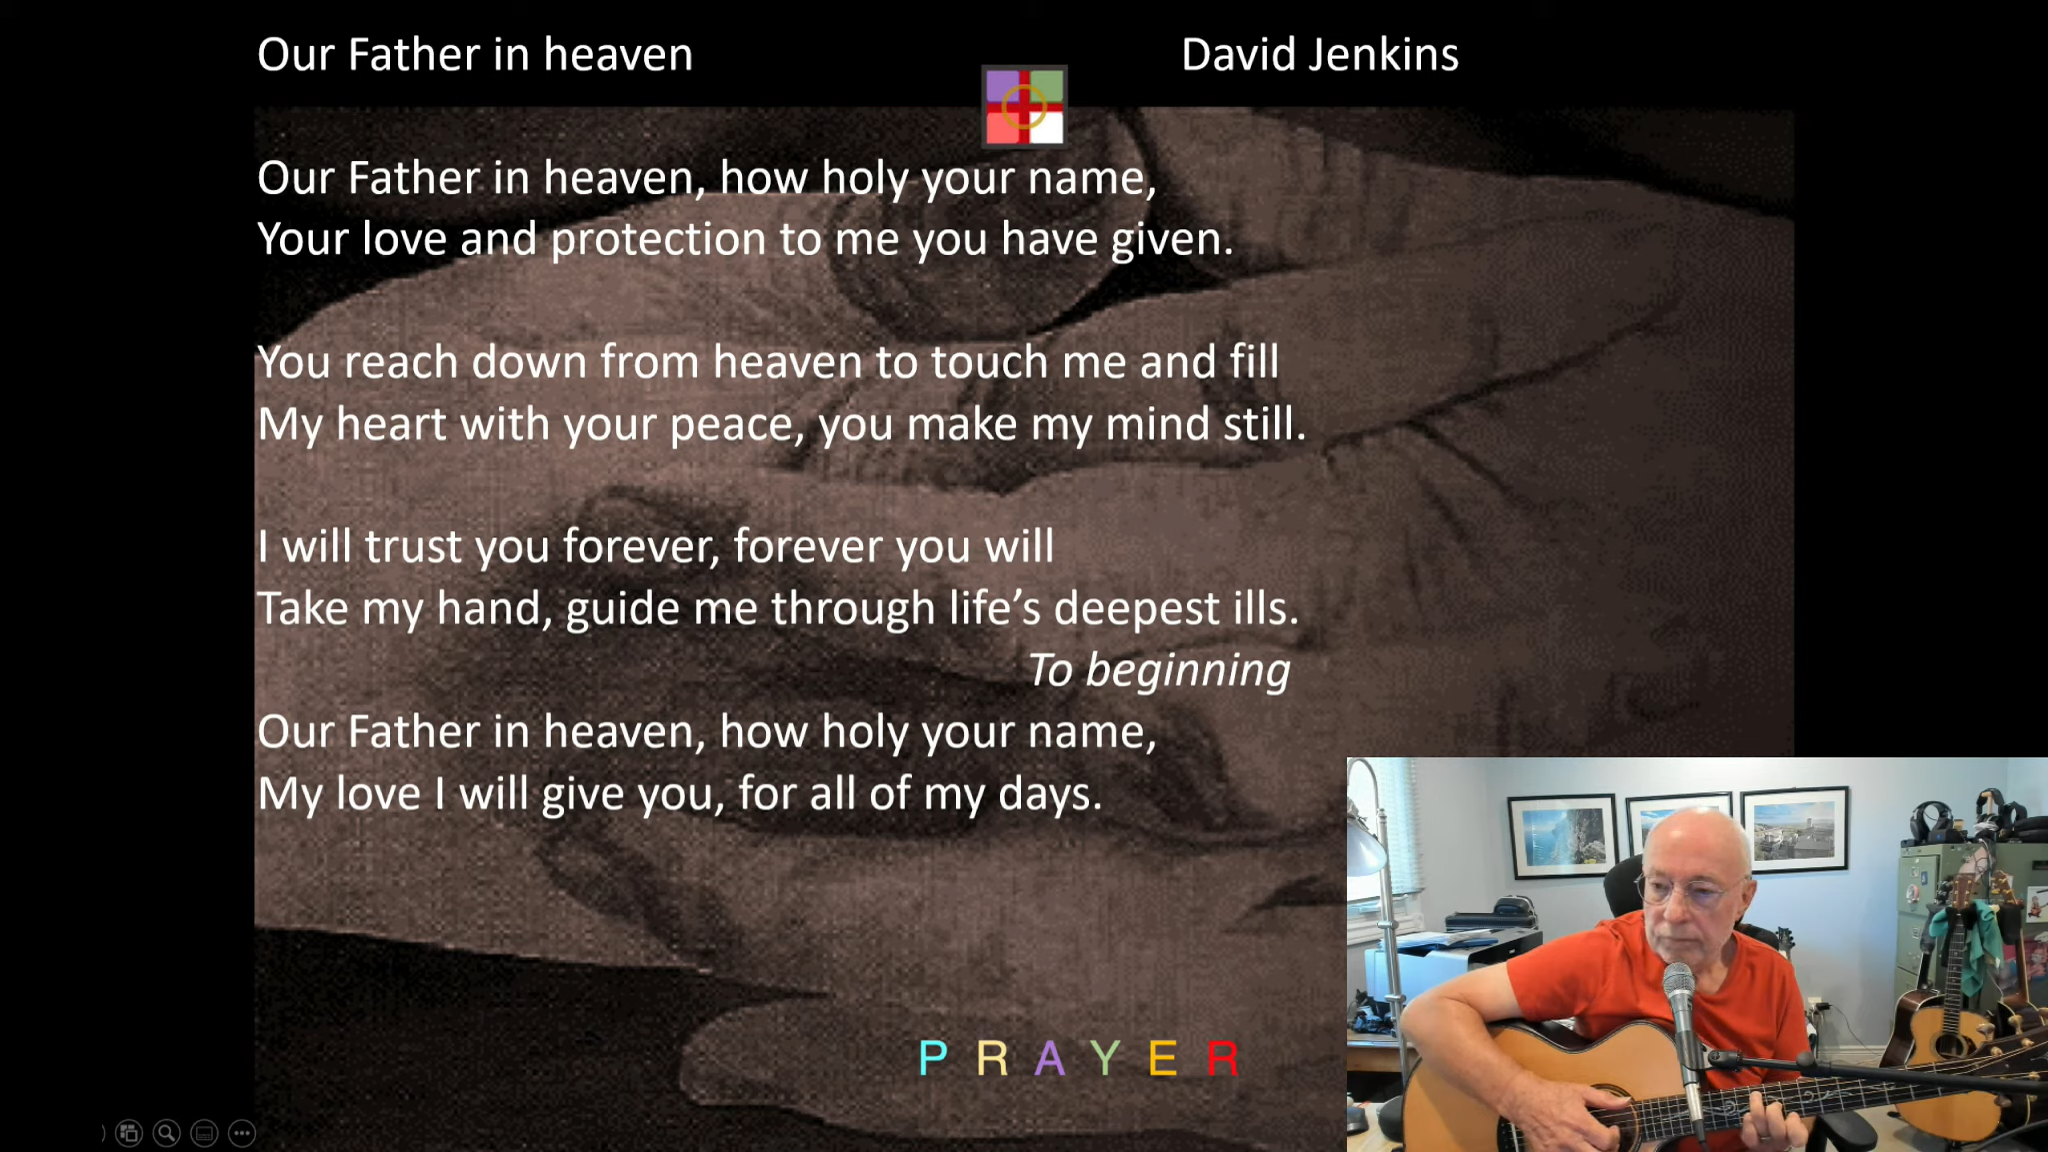 Our Father in heaven
David Jenkins
Our Father in heaven, how holy your name,
Your love and protection to me you have given.
You reach down from heaven to touch me and fill
My heart with your peace, you make my mind still.
I will trust you forever, forever you will
Take my hand, guide me through life’s deepest ills.
To beginning
Our Father in heaven, how holy your name,
My love I will give you, for all of my days.
P R A Y E R